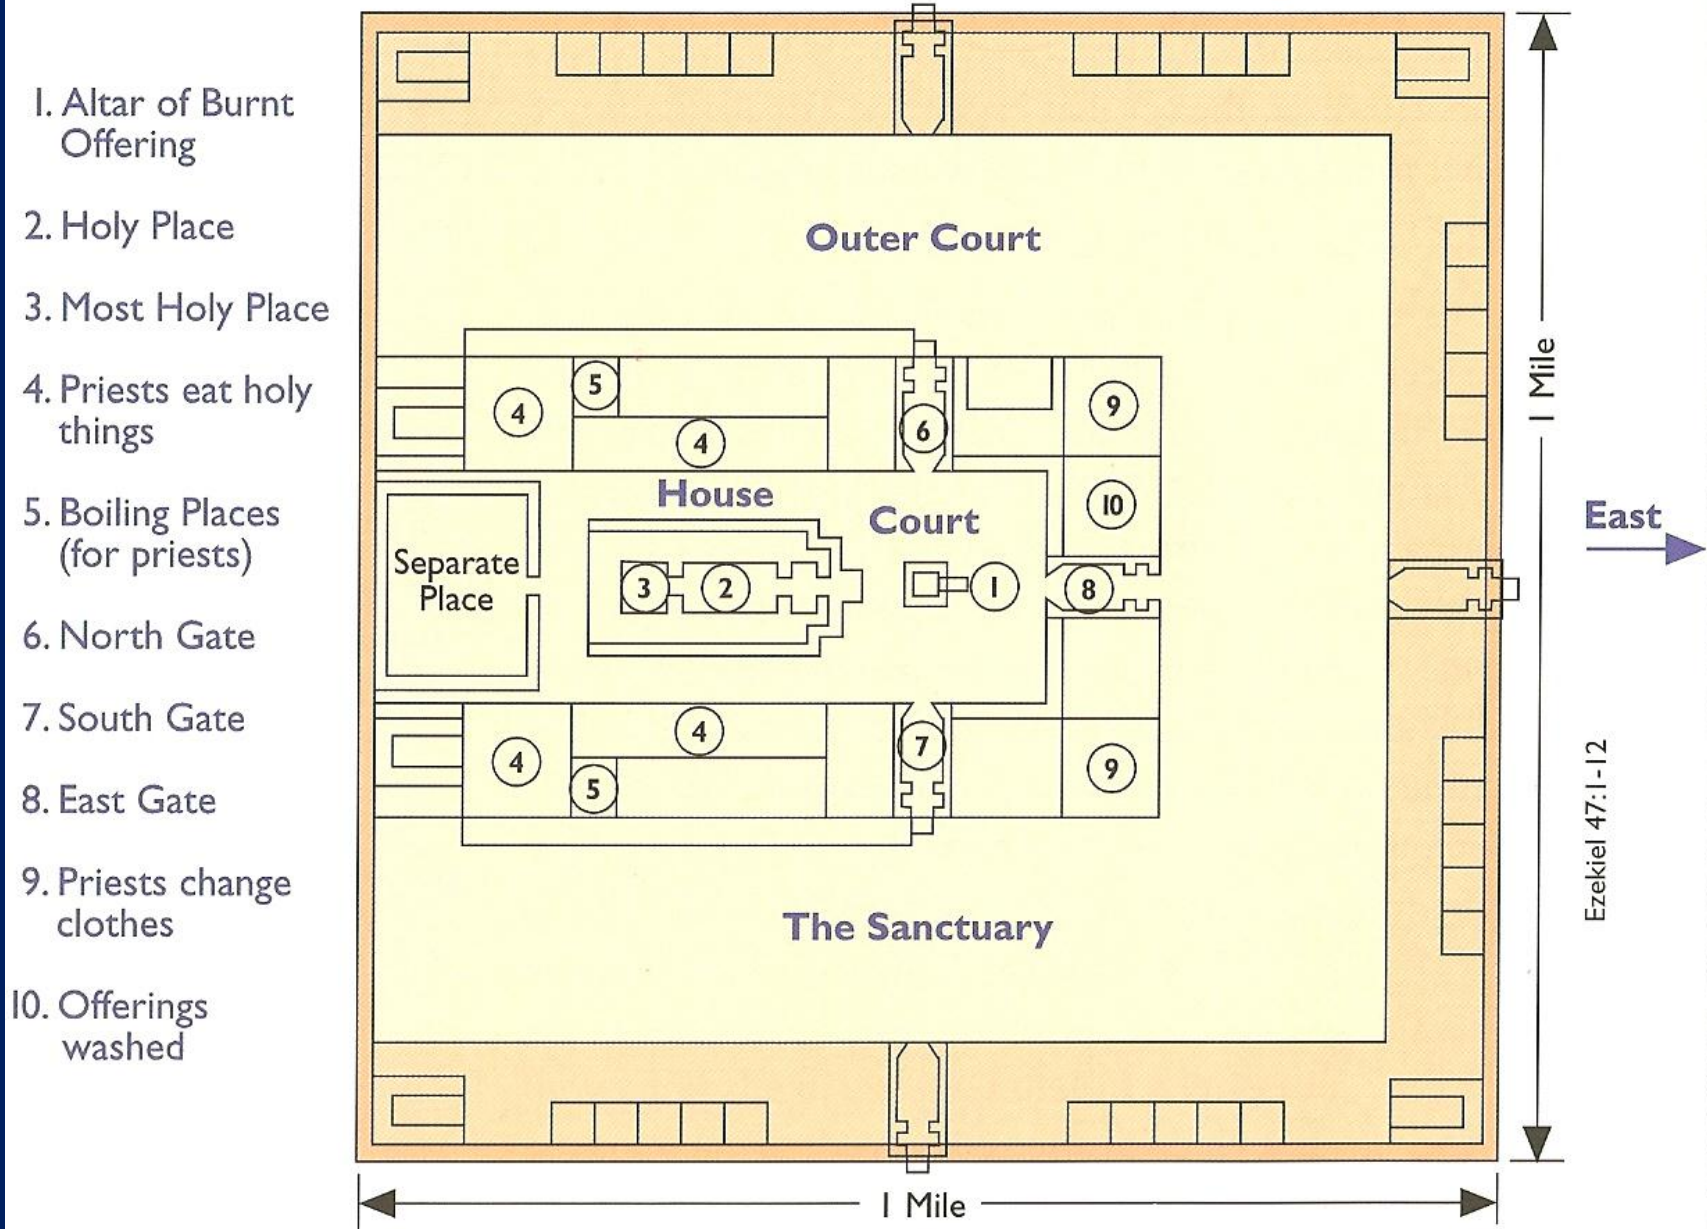 1. Altar of Burnt
Offering
2. Holy Place
3. Most Holy Place
4. Priests eat holy
things
5. Boiling Places
(for priests)
6. North Gate
7. South Gate
8. East Gate
9. Priests change
clothes
10. Offerings
washed
Outer Court
5
4
4
6
9
10
House
Court
Separate
Place
3
2
1
8
4
4
5
7
9
The Sanctuary
1 Mile
1 Mile
East
Ezekiel 47:1-12